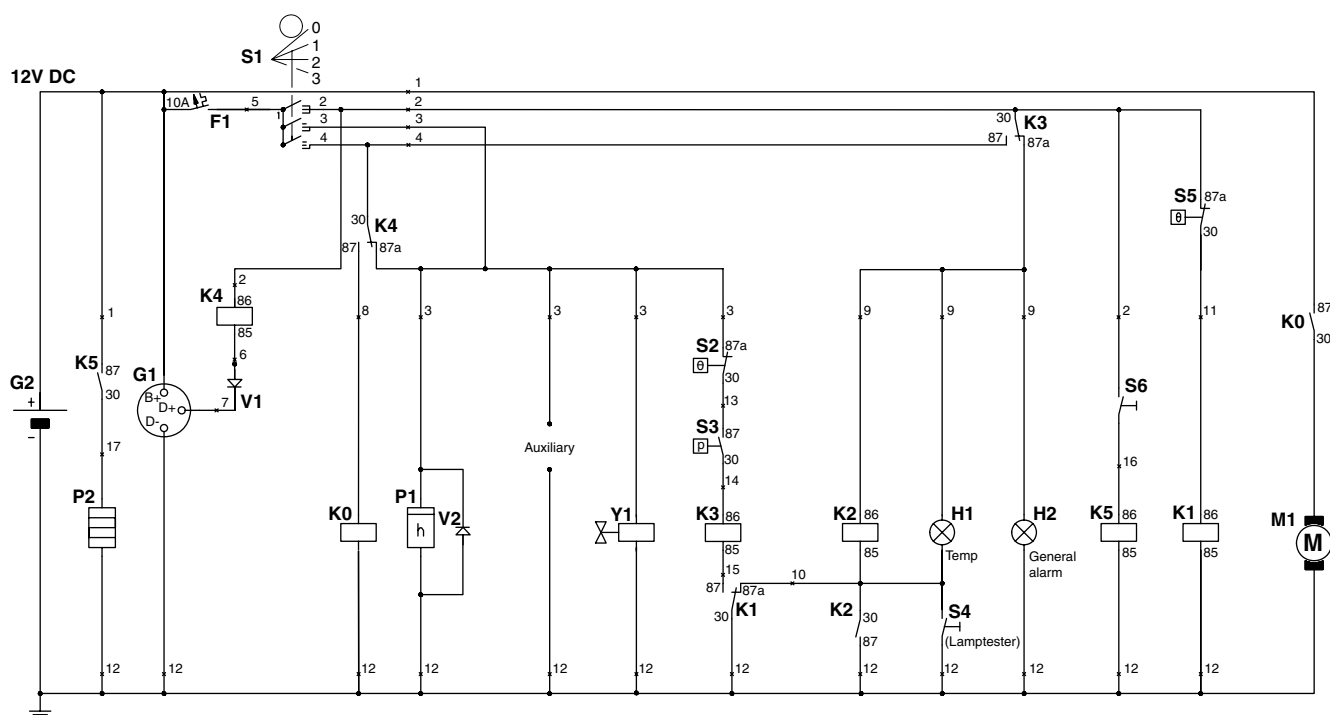 0
S1 1
2
3
12V DC
1
10A 5 1 2 2
F1
3 3
4 4
30 K3
87 87a
S5 87a
θ 30
30 K4
87 87a
2
K4 86
85
1 8 3 3 3 3 9 9 9 2 11
K0 87
30
6
K5 87
30
G1
B+
D+
D-
7 V1
G2
+
−
S2 87a
θ 30
13
S3 87
p 30
14
S6
16
17
Auxiliary
P2
K0
P1
h
V2
Y1
K3 86
85
K2 86
85
H1
Temp
H2
General
alarm
K5 86
85
K1 86
85
M1
M
15
87 87a
30 K1
10
K2 30
87
S4
(Lamptester)
12 12 12 12 12 12 12 12 12 12 12 12